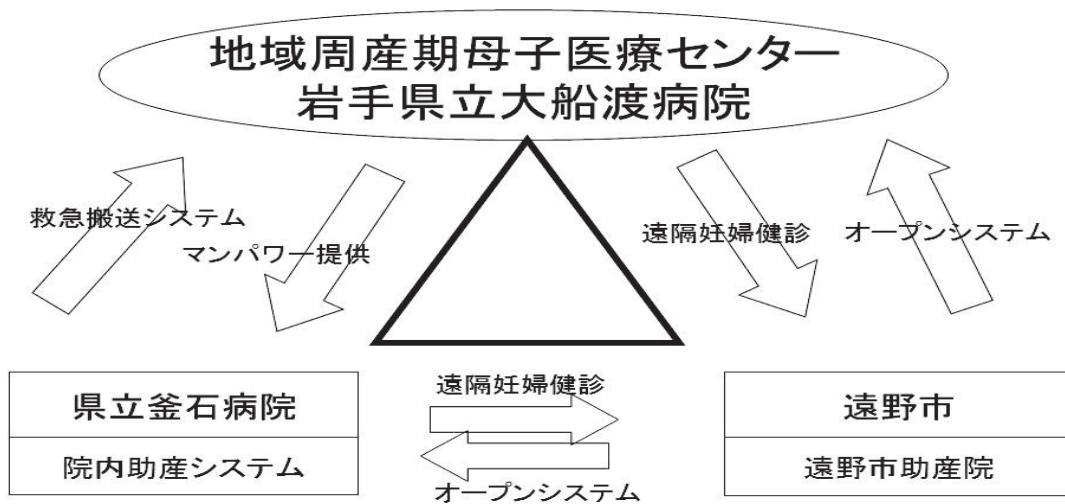 地域周産期母子医療センター
岩手県立大船渡病院
救急搬送システム
マンパワー提供
遠隔妊婦健診
オープンシステム
遠隔妊婦健診
県立釜石病院
院内助産システム
遠野市
遠野市助産院
オープンシステム